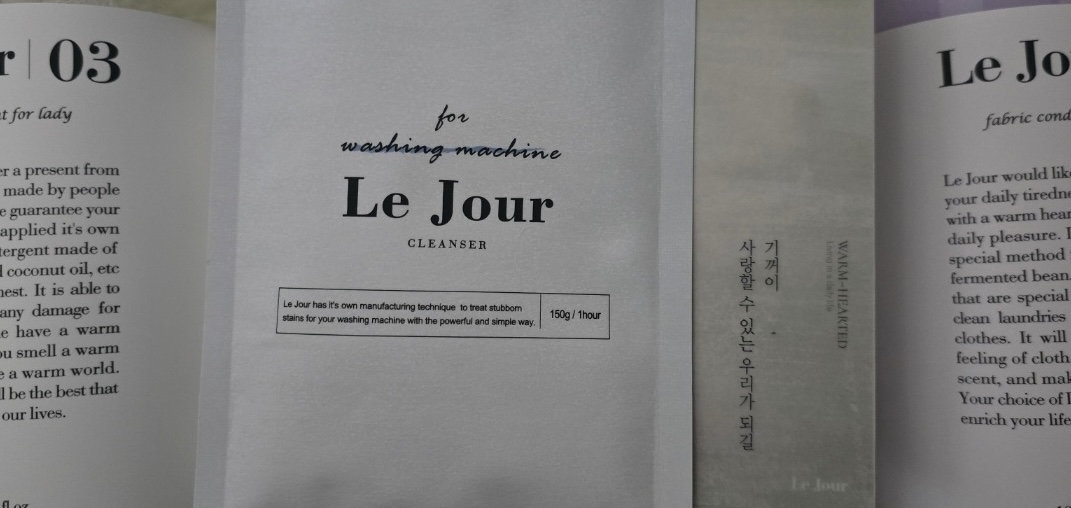 r | 03
t for lady
er a present from
made by people
e guarantee your
applied it's own
tergent made of
l coconut oil, etc
nest. It is able to
any damage for
e have a warm
ou smell a warm
e a warm world.
ll be the best that
our lives.
fl oz
for
washing machine
Le Jour
CLEANSER
Le Jour has it's own manufacturing technique to treat stubborn
stains for your washing machine with the powerful and simple way.
150g / 1hour
기꺼이
사랑할 수 있는 우리가 되길
WARM-HEARTED
Le Jour
Le Jo
fabric cond
Le Jour would lik
your daily tiredne
with a warm hear
daily pleasure.
special method
fermented bean
that are special
clean laundries
clothes. It will
feeling of cloth
scent, and mak
Your choice of
enrich your life